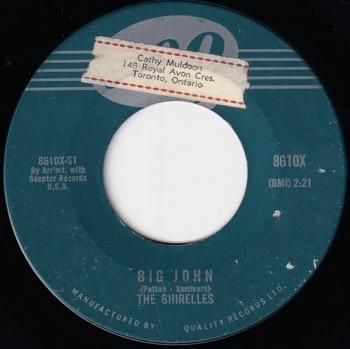 Cathy Muldoon
148 Royal Avon Cres.
Toronto, Ontario
8610X-S1
By Arr'mt. with
Scepter Records
U.S.A.
8610X
(BMI) 2:21
BIG JOHN
(Patton - Sommers)
THE SHIRELLES
MANUFACTURED BY QUALITY RECORDS LTD.